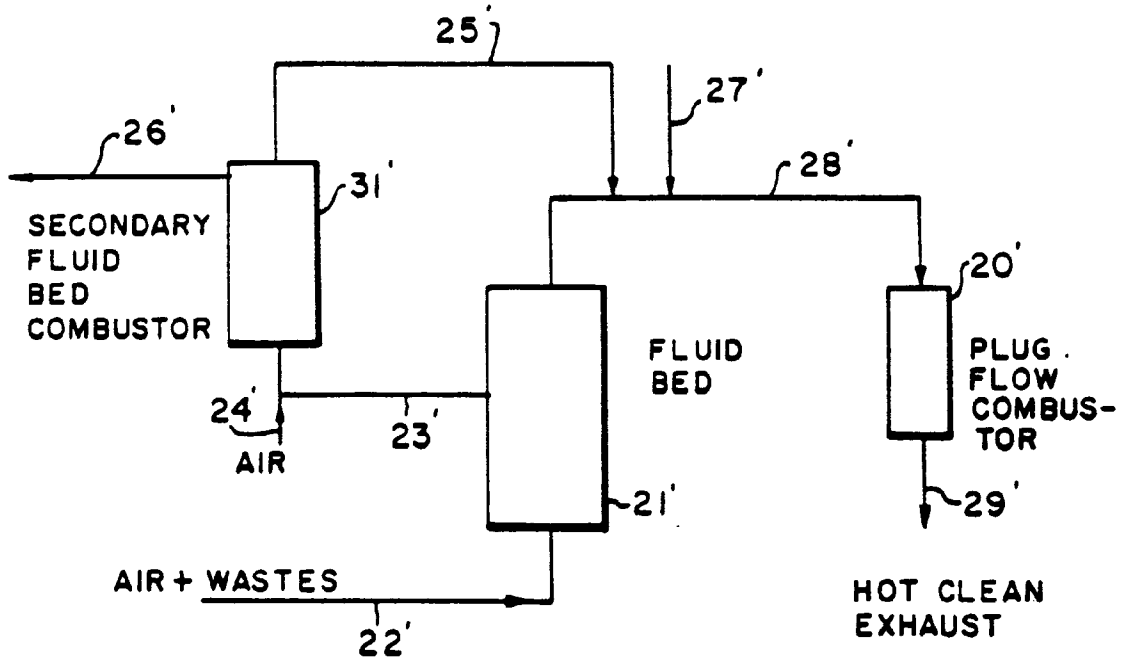 25'
27'
26'
28'
31'
SECONDARY
FLUID
BED
COMBUSTOR
20'
FLUID
BED
PLUG.
FLOW
COMBUS-
TOR
24'
23'
AIR
21'
29'
AIR + WASTES
22'
HOT CLEAN
EXHAUST